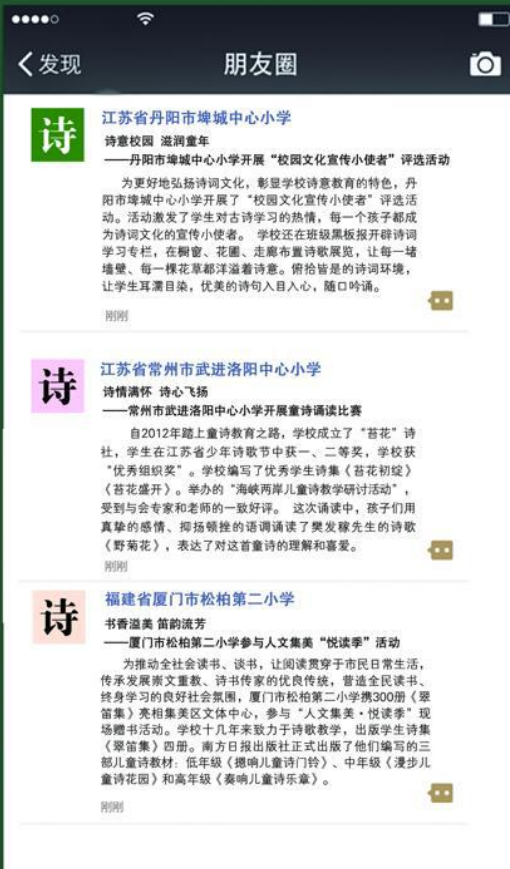 发现
朋友圈
诗
江苏省丹阳市埤城中心小学
诗意校园 滋润童年
——丹阳市埤城中心小学开展“校园文化宣传小使者”评选活动
为更好地弘扬诗词文化，彰显学校诗意教育的特色，丹
阳市埤城中心小学开展了“校园文化宣传小使者”评选活
动。活动激发了学生对古诗学习的热情，每一个孩子都成
为诗词文化的宣传小使者。 学校还在班级黑板报开辟诗词
学习专栏，在橱窗、花圃、走廊布置诗歌展览，让每一堵
墙壁、每一棵花草都洋溢着诗意。俯拾皆是的诗词环境，
让学生耳濡目染，优美的诗句入目入心，随口吟诵。
刚刚
诗
江苏省常州市武进洛阳中心小学
诗情满怀 诗心飞扬
——常州市武进洛阳中心小学开展童诗诵读比赛
自2012年踏上童诗教育之路，学校成立了“苔花”诗
社，学生在江苏省少年诗歌节中获一、二等奖，学校获
“优秀组织奖”。学校编写了优秀学生诗集《苔花初绽》
《苔花盛开》。举办的“海峡两岸儿童诗教学研讨活动”，
受到与会专家和老师的一致好评。 这次诵读中，孩子们用
真挚的感情、抑扬顿挫的语调诵读了樊发稼先生的诗歌
《野菊花》，表达了对这首童诗的理解和喜爱。
刚刚
诗
福建省厦门市松柏第二小学
书香溢美 笛韵流芳
——厦门市松柏第二小学参与人文集美“悦读季”活动
为推动全社会读书、谈书，让阅读贯穿于市民日常生活，
传承发展崇文重教、诗书传家的优良传统，营造全民读书、
终身学习的良好社会氛围，厦门市松柏第二小学携300册《翠
笛集》亮相集美区文体中心，参与“人文集美·悦读季”现
场赠书活动。学校十几年来致力于诗歌教学，出版学生诗集
《翠笛集》四册。南方日报出版社正式出版了他们编写的三
部儿童诗教材：低年级《摁响儿童诗门铃》、中年级《漫步儿
童诗花园》和高年级《奏响儿童诗乐章》。
刚刚